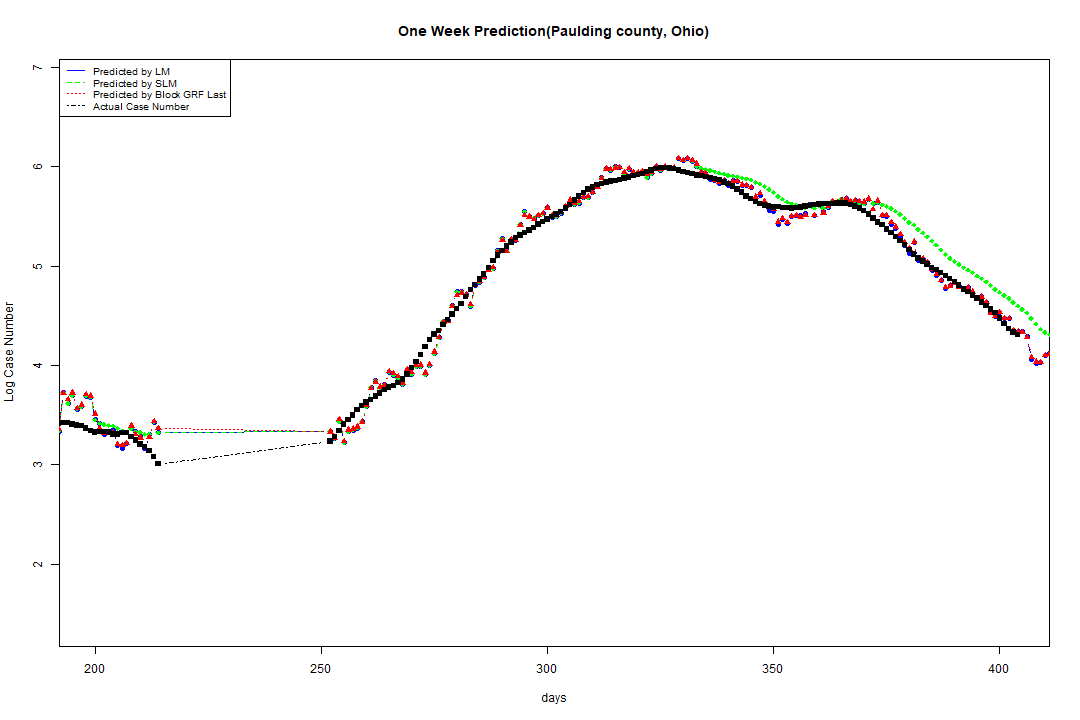 One Week Prediction(Paulding county, Ohio)
Predicted by LM
Predicted by SLM
Predicted by Block GRF Last
Actual Case Number
7
6
5
4
3
2
Log Case Number
200 250 300 350 400
days